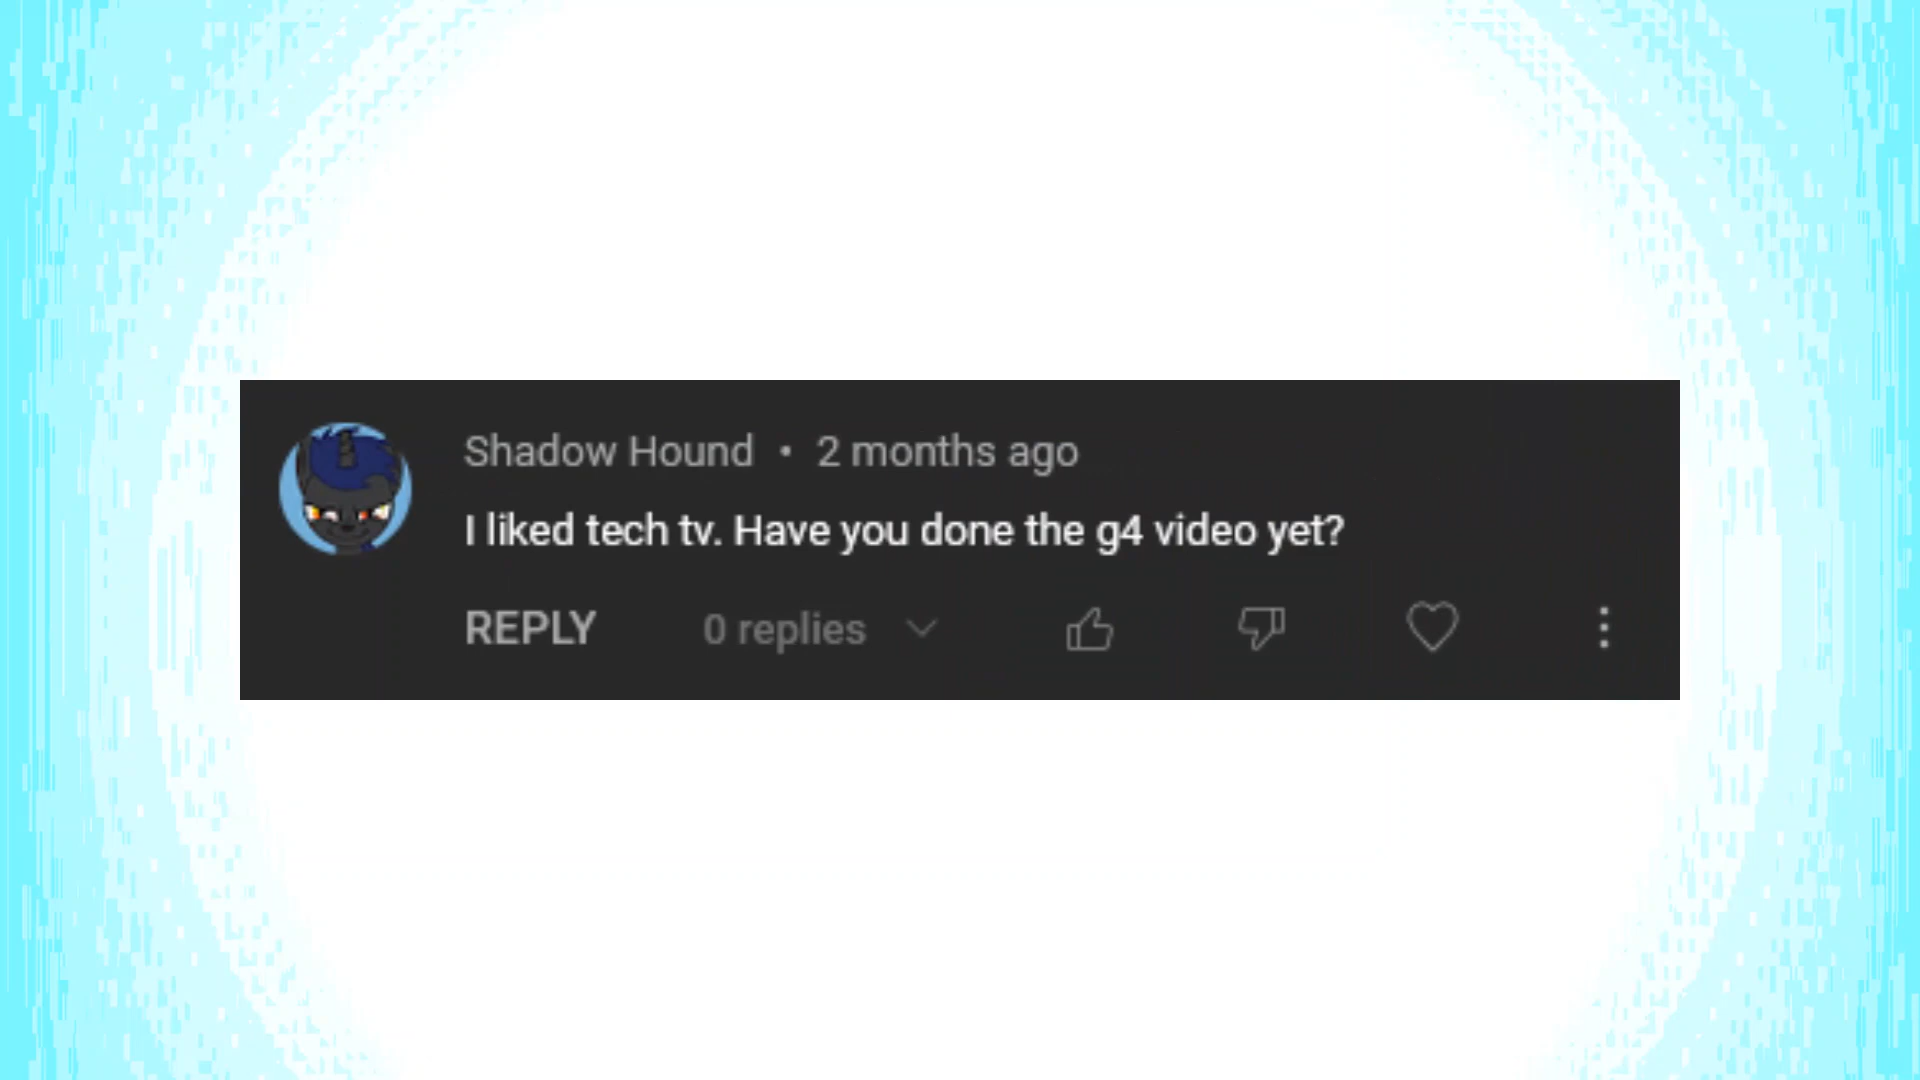 Shadow Hound • 2 months ago
I liked tech tv. Have you done the g4 video yet?
REPLY 0 replies